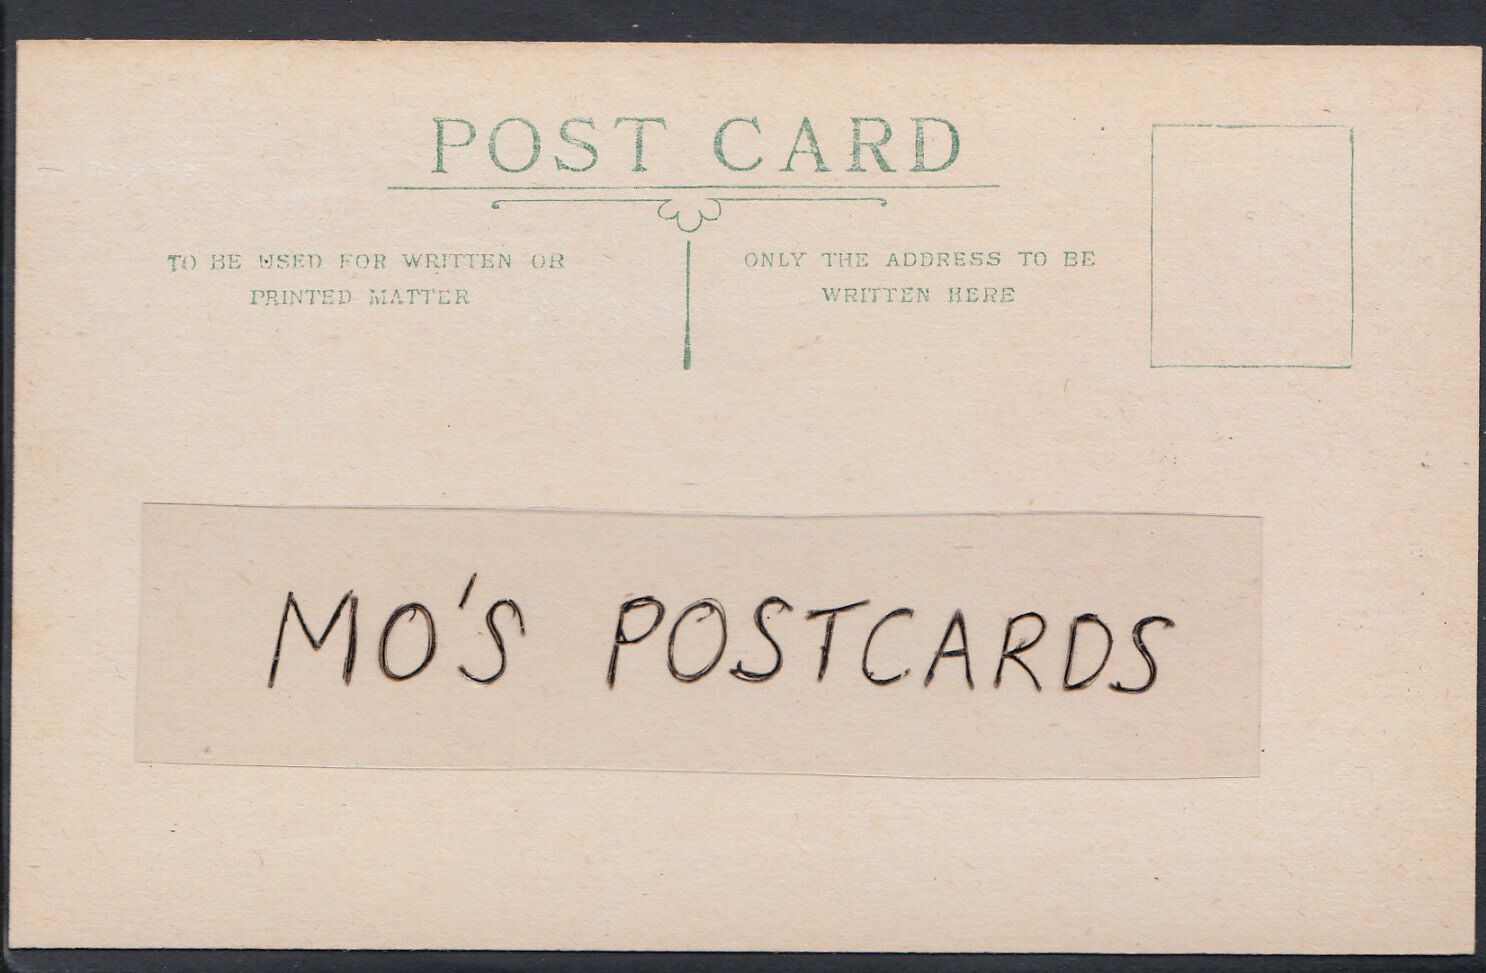 POST CARD
TO BE USED FOR WRITTEN OR
PRINTED MATTER
ONLY THE ADDRESS TO BE
WRITTEN HERE
MO'S POSTCARDS